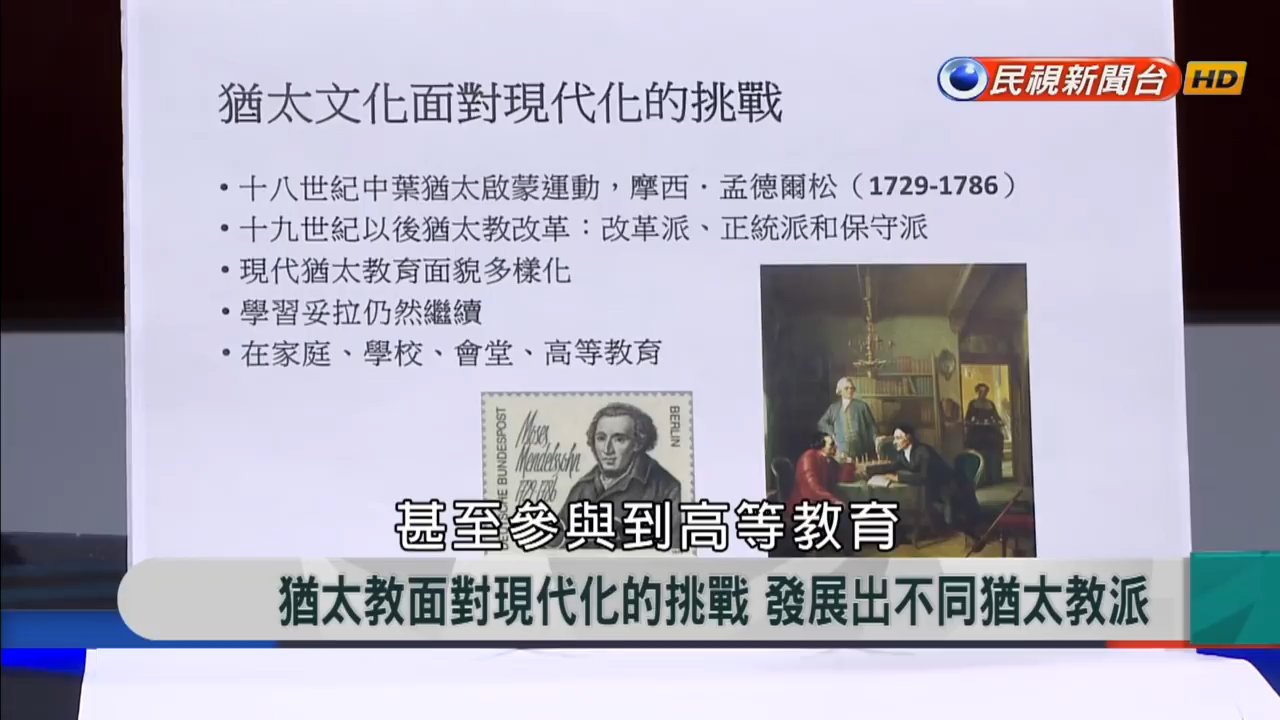 民視新聞台 HD
猶太文化面對現代化的挑戰
• 十八世紀中葉猶太啟蒙運動，摩西．孟德爾松（1729-1786）
• 十九世紀以後猶太教改革：改革派、正統派和保守派
• 現代猶太教育面貌多樣化
• 學習妥拉仍然繼續
• 在家庭、學校、會堂、高等教育
BERLIN
Moses
Mendelssohn
1729-1786
BUNDESPOST
甚至參與到高等教育
猶太教面對現代化的挑戰 發展出不同猶太教派